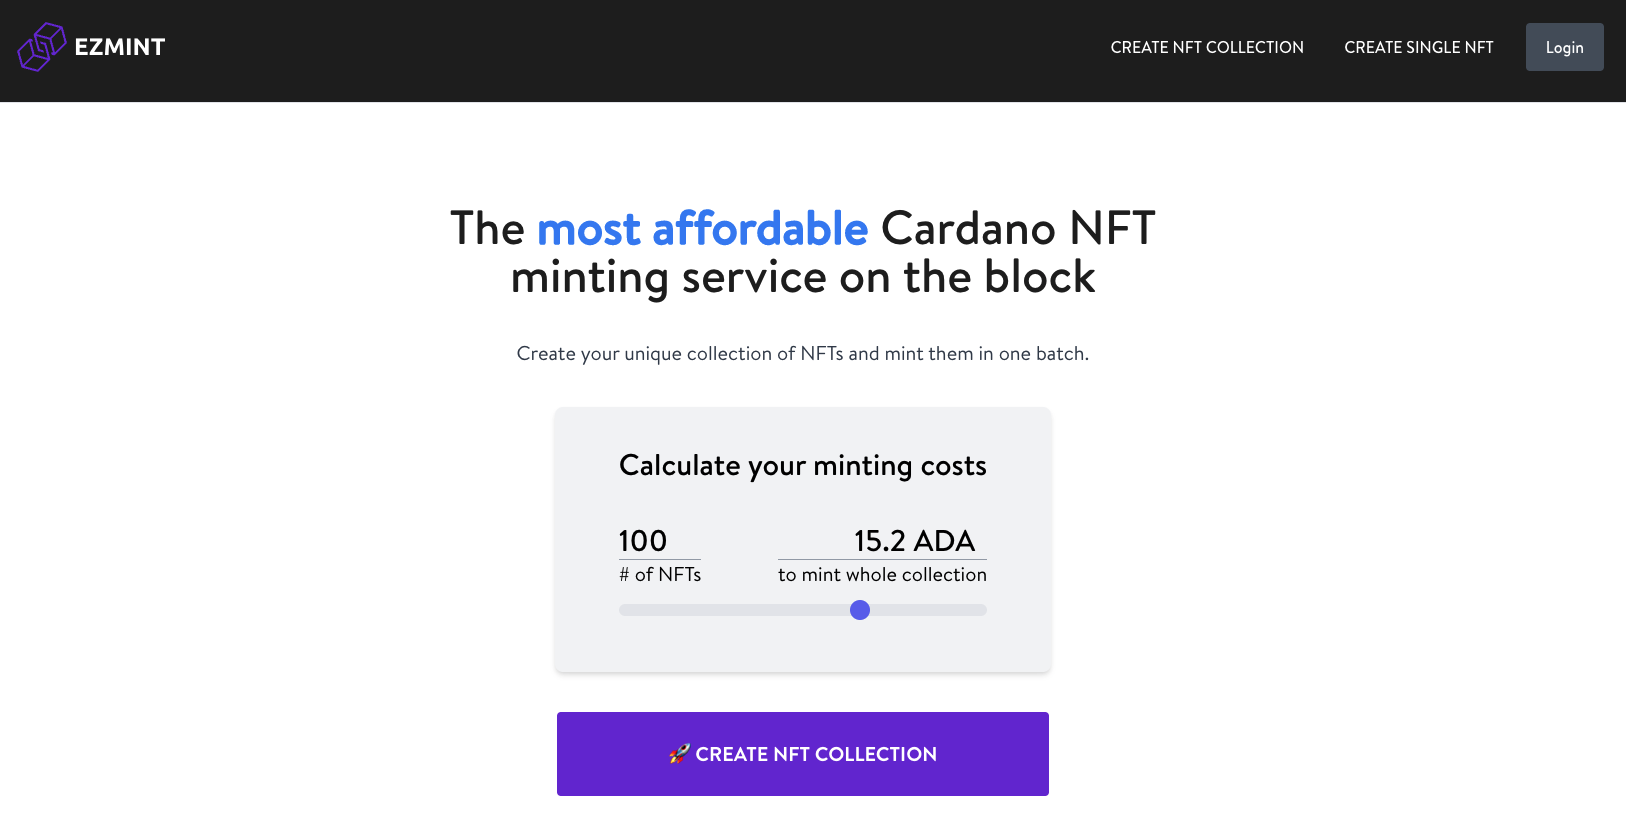 EZMINT
CREATE NFT COLLECTION
CREATE SINGLE NFT
Login
The most affordable Cardano NFT
minting service on the block
Create your unique collection of NFTs and mint them in one batch.
Calculate your minting costs
100
15.2 ADA
# of NFTs
to mint whole collection
🚀 CREATE NFT COLLECTION